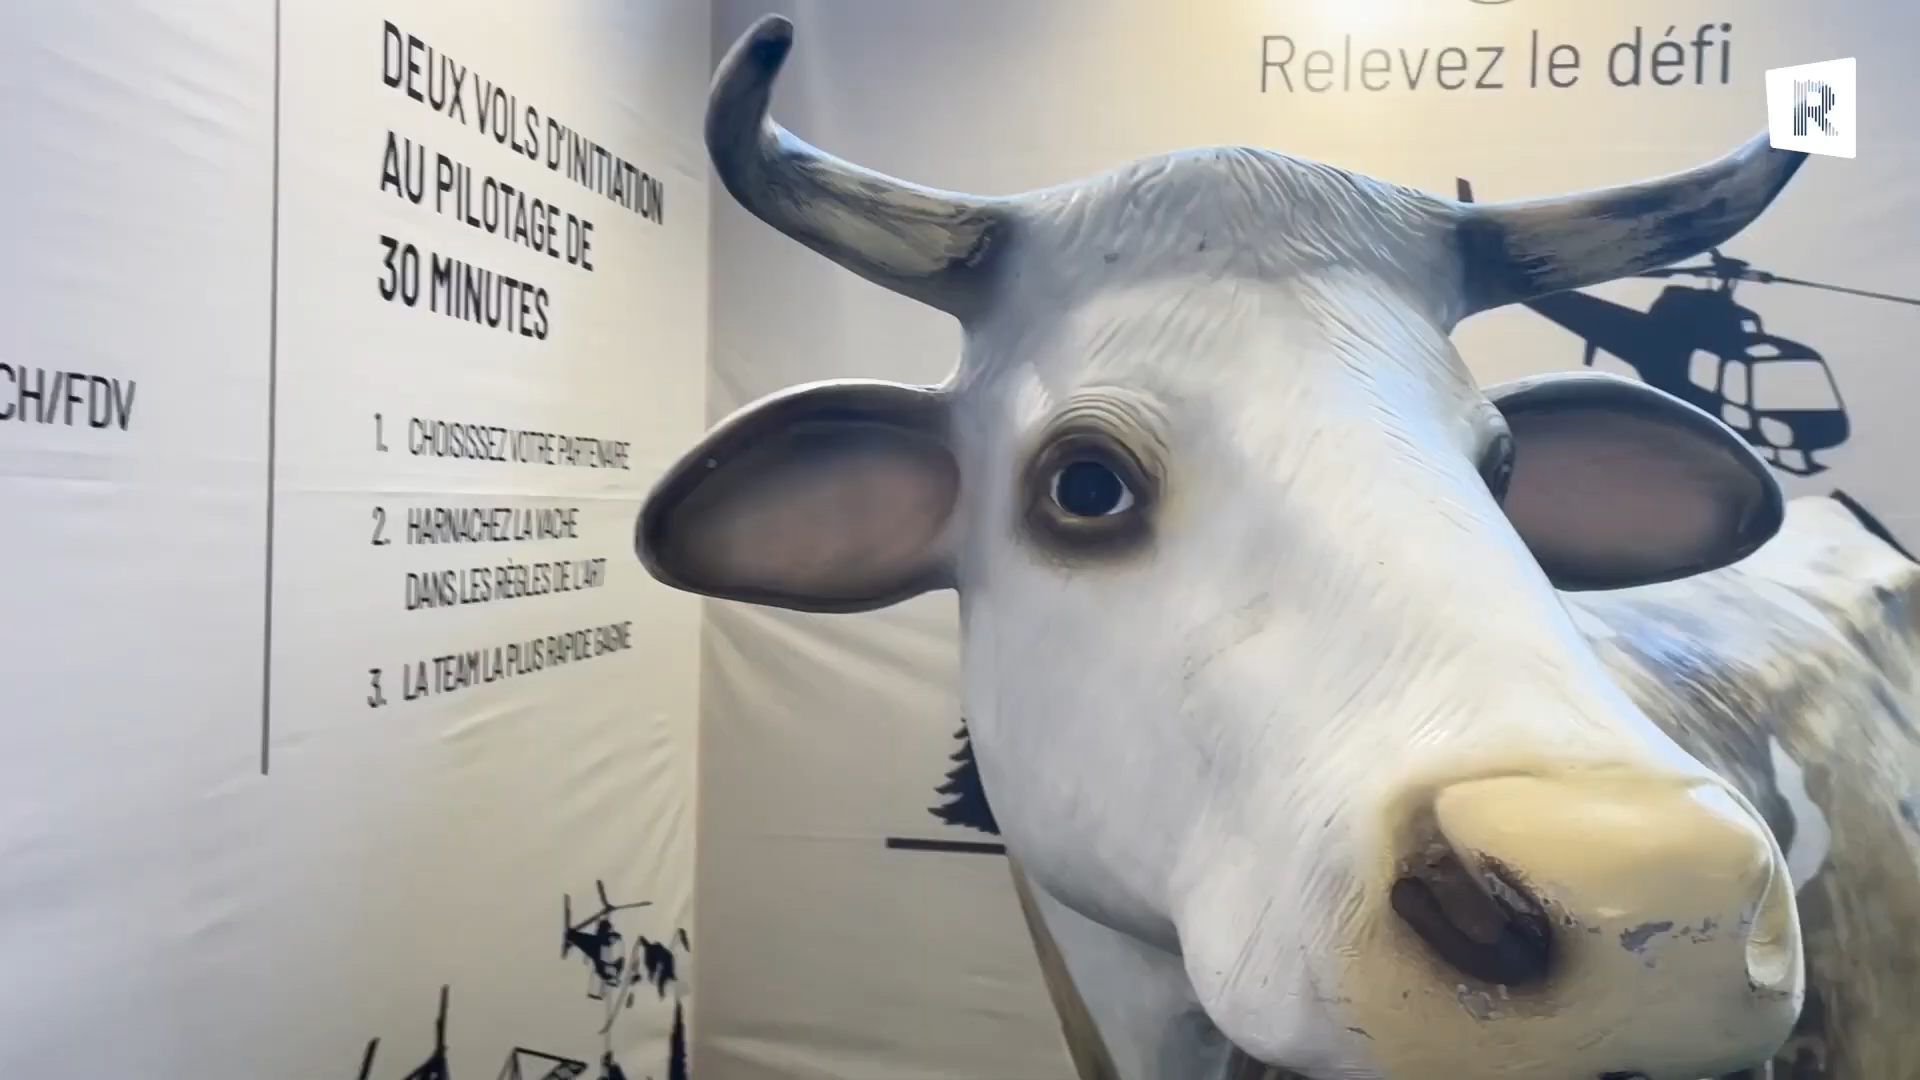 CH/FDV
DEUX VOLS D'INITIATION
AU PILOTAGE DE
30 MINUTES
1. CHOISISSEZ VOTRE PARTENAIRE
2. HARNACHEZ LA VACHE
DANS LES RÈGLES DE L'ART
3. LA TEAM LA PLUS RAPIDE GAGNE
Relevez le défi
R